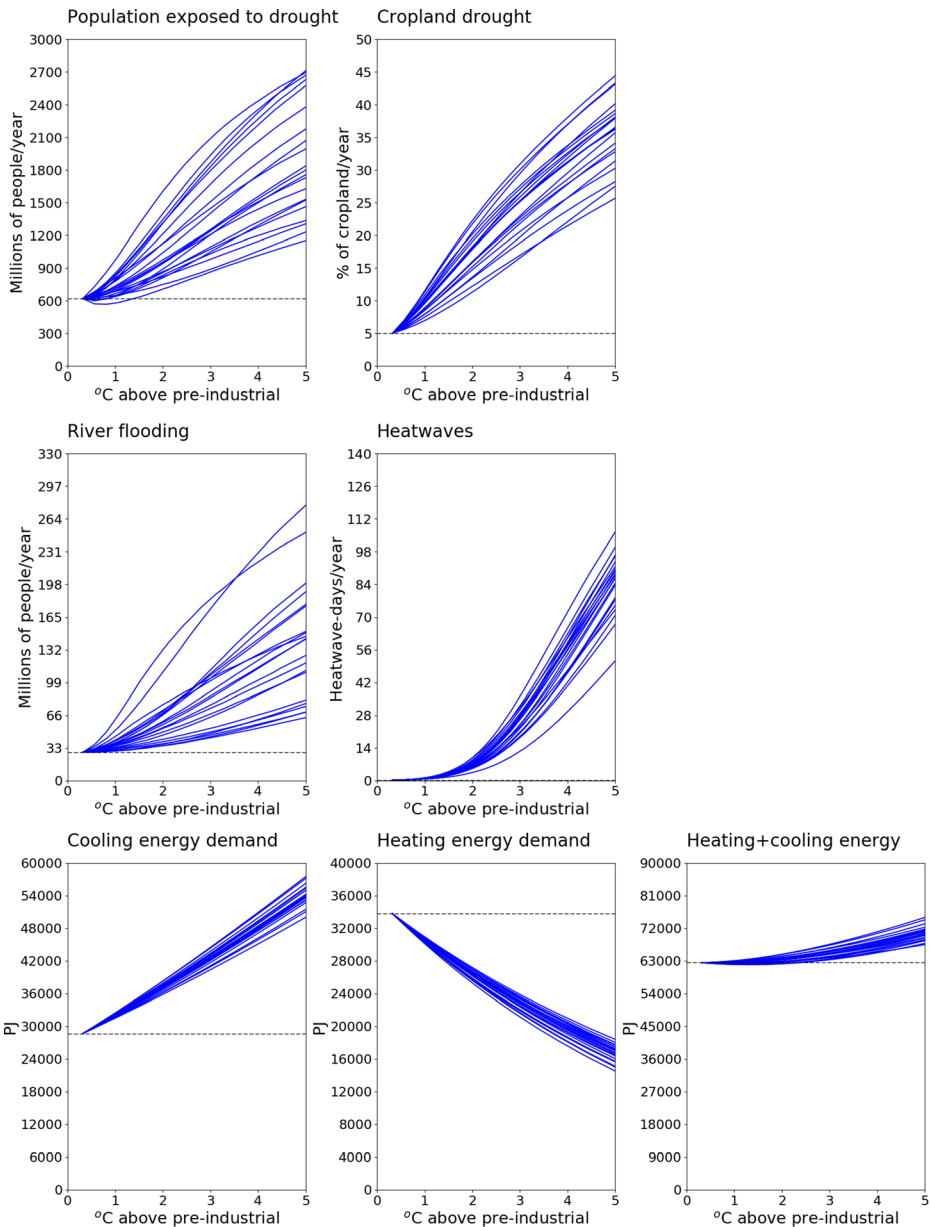 Population exposed to drought
Millions of people/year
3000
2700
2400
2100
1800
1500
1200
900
600
300
0
0 1 2 3 4 5
°C above pre-industrial
Cropland drought
% of cropland/year
50
45
40
35
30
25
20
15
10
5
0
0 1 2 3 4 5
°C above pre-industrial
River flooding
Millions of people/year
330
297
264
231
198
165
132
99
66
33
0
0 1 2 3 4 5
°C above pre-industrial
Heatwaves
Heatwave-days/year
140
126
112
98
84
70
56
42
28
14
0
0 1 2 3 4 5
°C above pre-industrial
Cooling energy demand
PJ
60000
54000
48000
42000
36000
30000
24000
18000
12000
6000
0
0 1 2 3 4 5
°C above pre-industrial
Heating energy demand
PJ
40000
36000
32000
28000
24000
20000
16000
12000
8000
4000
0
0 1 2 3 4 5
°C above pre-industrial
Heating+cooling energy
PJ
90000
81000
72000
63000
54000
45000
36000
27000
18000
9000
0
0 1 2 3 4 5
°C above pre-industrial